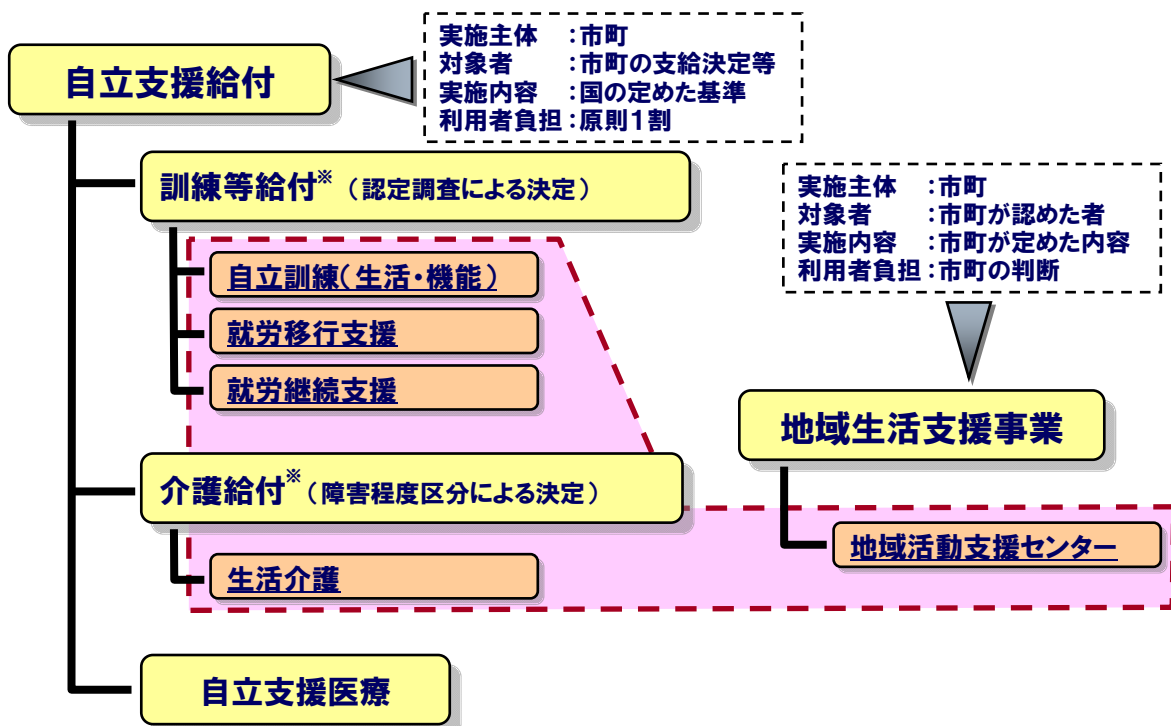 実施主体　：市町
対象者　　：市町の支給決定等
実施内容　：国の定めた基準
利用者負担：原則１割
自立支援給付
訓練等給付※（認定調査による決定）
実施主体　：市町
対象者　　：市町が認めた者
実施内容　：市町が定めた内容
利用者負担：市町の判断
自立訓練（生活・機能）
就労移行支援
就労継続支援
地域生活支援事業
介護給付※（障害程度区分による決定）
地域活動支援センター
生活介護
自立支援医療